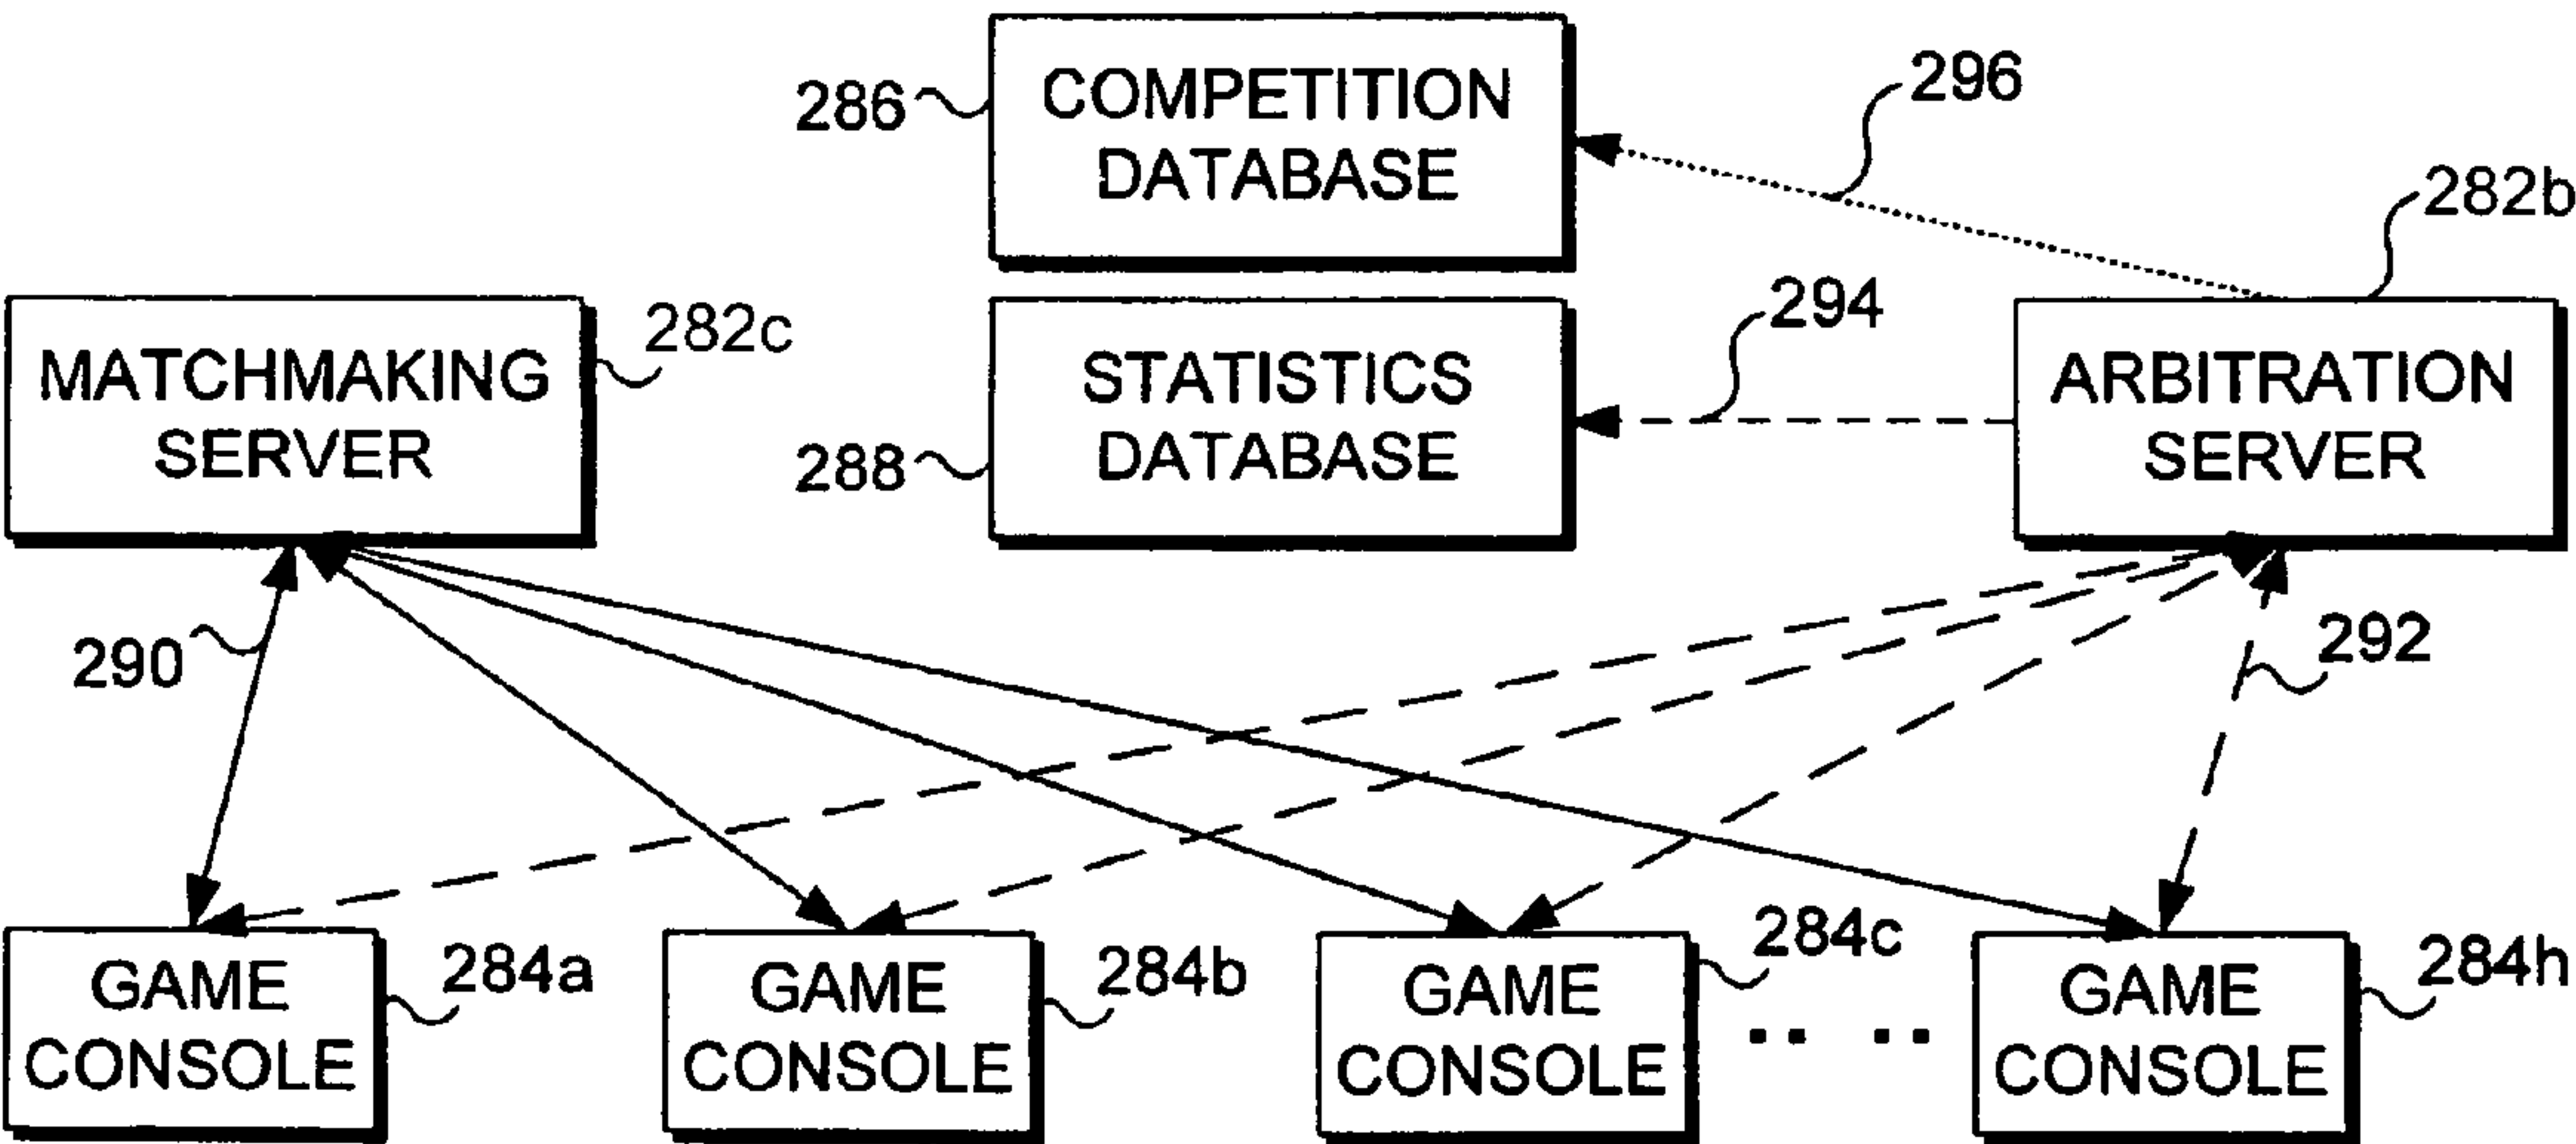 286
COMPETITION
DATABASE
296
282b
MATCHMAKING
SERVER
282c
288
STATISTICS
DATABASE
294
ARBITRATION
SERVER
290
292
GAME
CONSOLE
284a
GAME
CONSOLE
284b
GAME
CONSOLE
284c
GAME
CONSOLE
284h